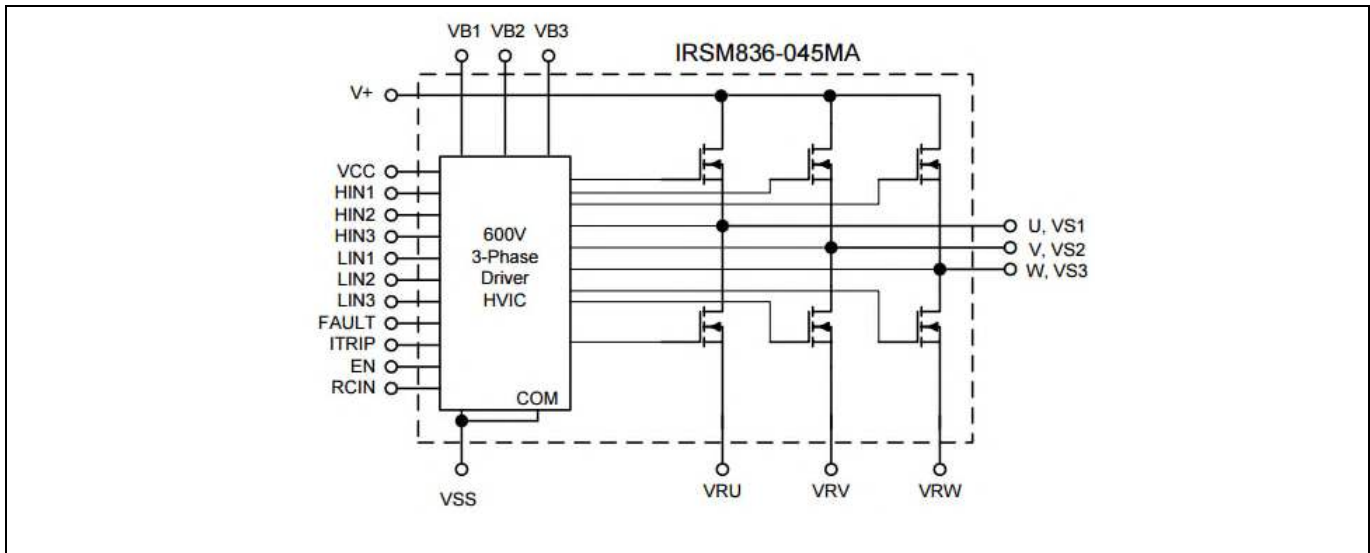 VB1 VB2 VB3
IRSM836-045MA
V+
VCC
HIN1
HIN2
HIN3
LIN1
LIN2
LIN3
FAULT
ITRIP
EN
RCIN
600V
3-Phase
Driver
HVIC
COM
U, VS1
V, VS2
W, VS3
VSS
VRU
VRV
VRW